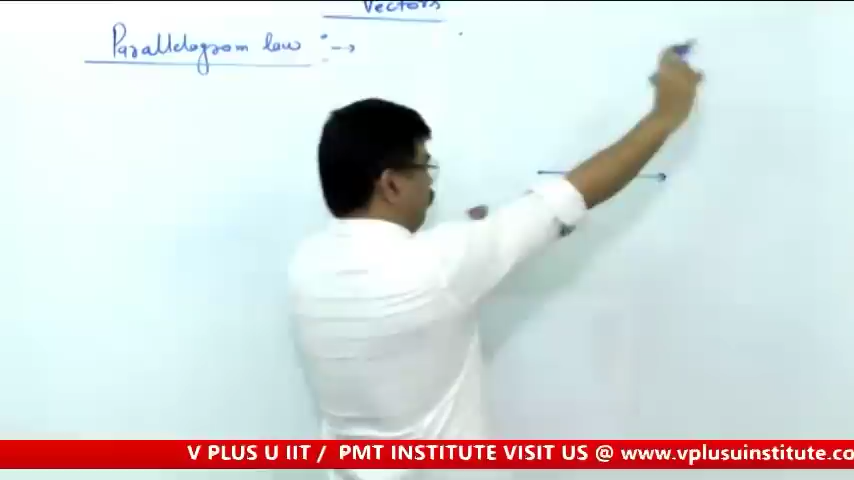 Vectors
Parallelogram law :→
V PLUS U IIT / PMT INSTITUTE VISIT US @ www.vplusuinstitute.co